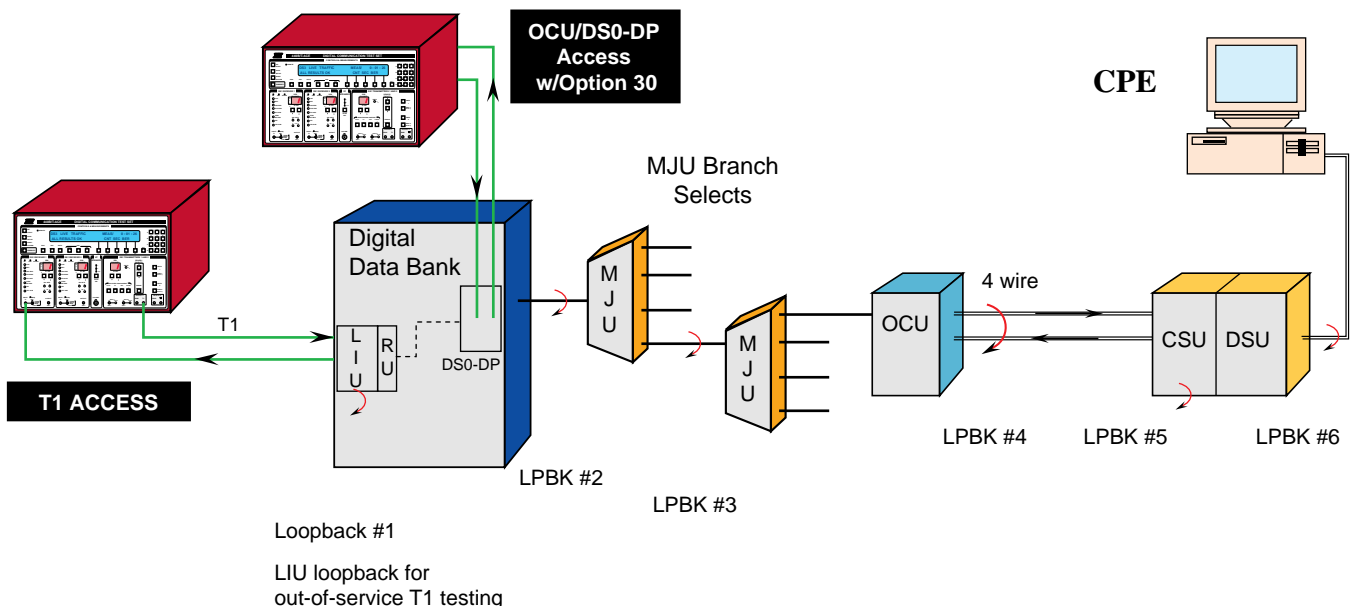 OCU/DS0-DP
Access
w/Option 30
CPE
MJU Branch
Selects
Digital
Data Bank
M
J
U
4 wire
OCU
CSU
DSU
T1
L
I
U
R
U
DS0-DP
M
J
U
T1 ACCESS
LPBK #4
LPBK #5
LPBK #6
LPBK #2
LPBK #3
Loopback #1
LIU loopback for
out-of-service T1 testing